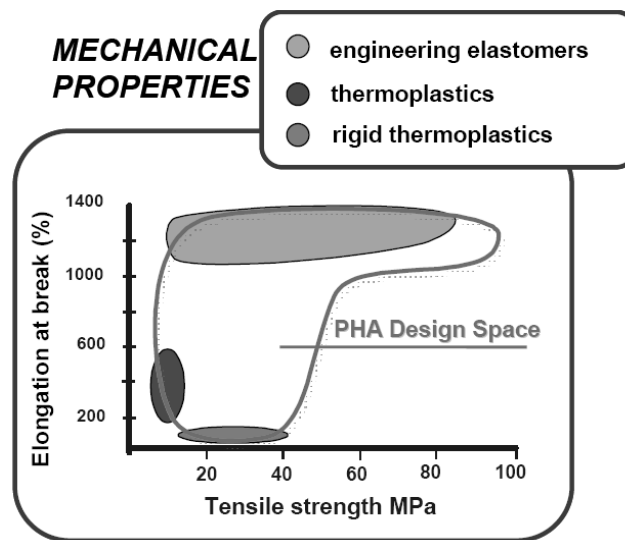 MECHANICAL
PROPERTIES
engineering elastomers
thermoplastics
rigid thermoplastics
Elongation at break (%)
1400
1000
600
200
PHA Design Space
20
40
60
80
100
Tensile strength MPa